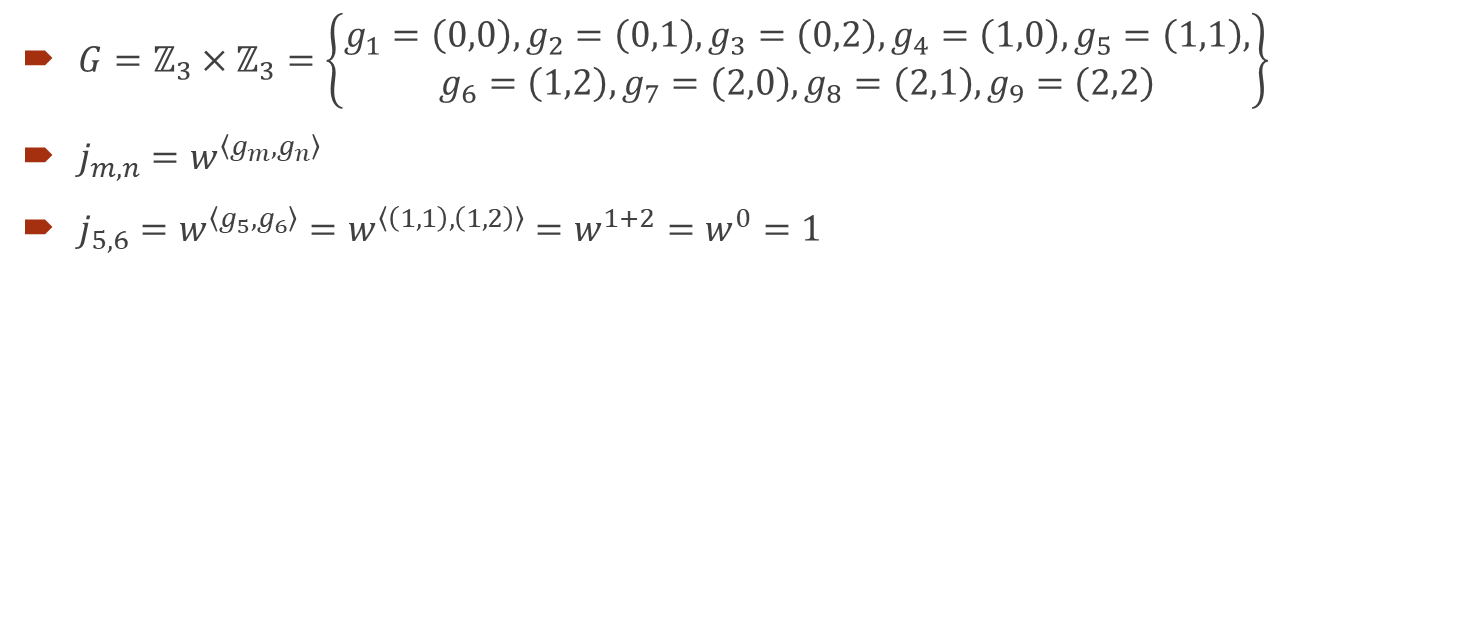 G = ℤ₃ × ℤ₃ = { g₁ = (0,0), g₂ = (0,1), g₃ = (0,2), g₄ = (1,0), g₅ = (1,1),
g₆ = (1,2), g₇ = (2,0), g₈ = (2,1), g₉ = (2,2) }
j_{m,n} = w^{⟨g_m,g_n⟩}
j_{5,6} = w^{⟨g₅,g₆⟩} = w^{⟨(1,1),(1,2)⟩} = w^{1+2} = w⁰ = 1